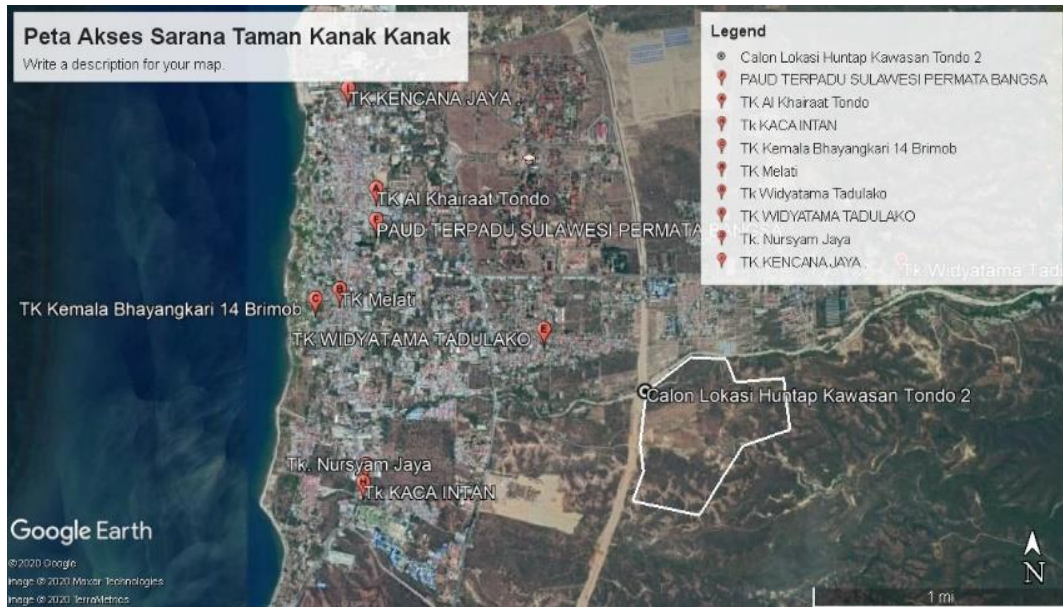 Peta Akses Sarana Taman Kanak Kanak
Write a description for your map.
Legend
Calon Lokasi Huntap Kawasan Tondo 2
PAUD TERPADU SULAWESI PERMATA BANGSA
TK Al Khairaat Tondo
Tk KACA INTAN
TK Kemala Bhayangkari 14 Brimob
TK Melati
Tk Widyatama Tadulako
TK WIDYATAMA TADULAKO
Tk. Nursyam Jaya
TK KENCANA JAYA
TK KENCANA JAYA
A
TK Al Khairaat Tondo
F
PAUD TERPADU SULAWESI PERMATA BANGSA
Tk Widyatama Tadu
B
TK Melati
C
TK Kemala Bhayangkari 14 Brimob
E
TK WIDYATAMA TADULAKO
Calon Lokasi Huntap Kawasan Tondo 2
Tk. Nursyam Jaya
H
Tk KACA INTAN
Google Earth
© 2020 Google
Image © 2020 Maxar Technologies
Image © 2020 TerraMetrics
N
1 mi